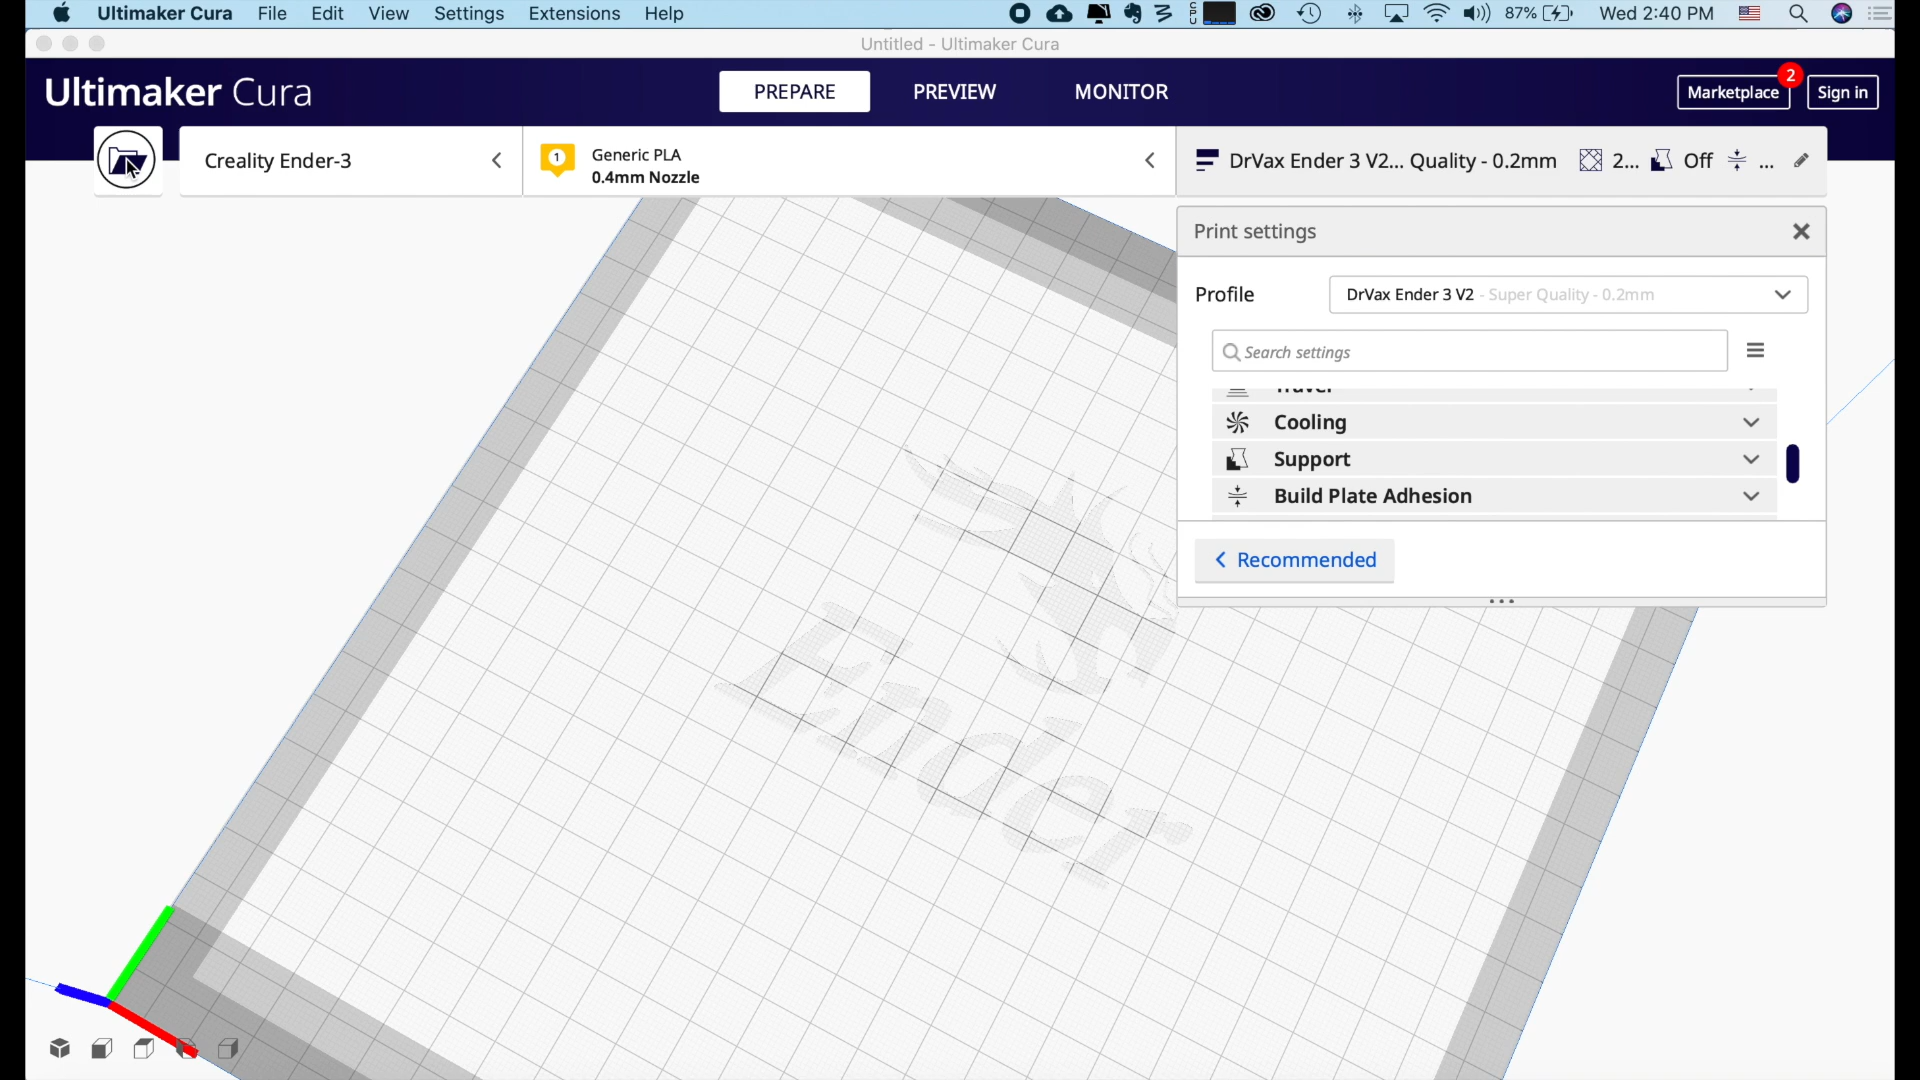 Ultimaker Cura File Edit View Settings Extensions Help CPU 87% Wed 2:40 PM
Untitled - Ultimaker Cura
Ultimaker Cura PREPARE PREVIEW MONITOR Marketplace 2 Sign in
Creality Ender-3
1 Generic PLA
0.4mm Nozzle
DrVax Ender 3 V2... Quality - 0.2mm 2... Off ...
Print settings
Profile DrVax Ender 3 V2 - Super Quality - 0.2mm
Search settings
Travel
Cooling
Support
Build Plate Adhesion
Recommended
Ender